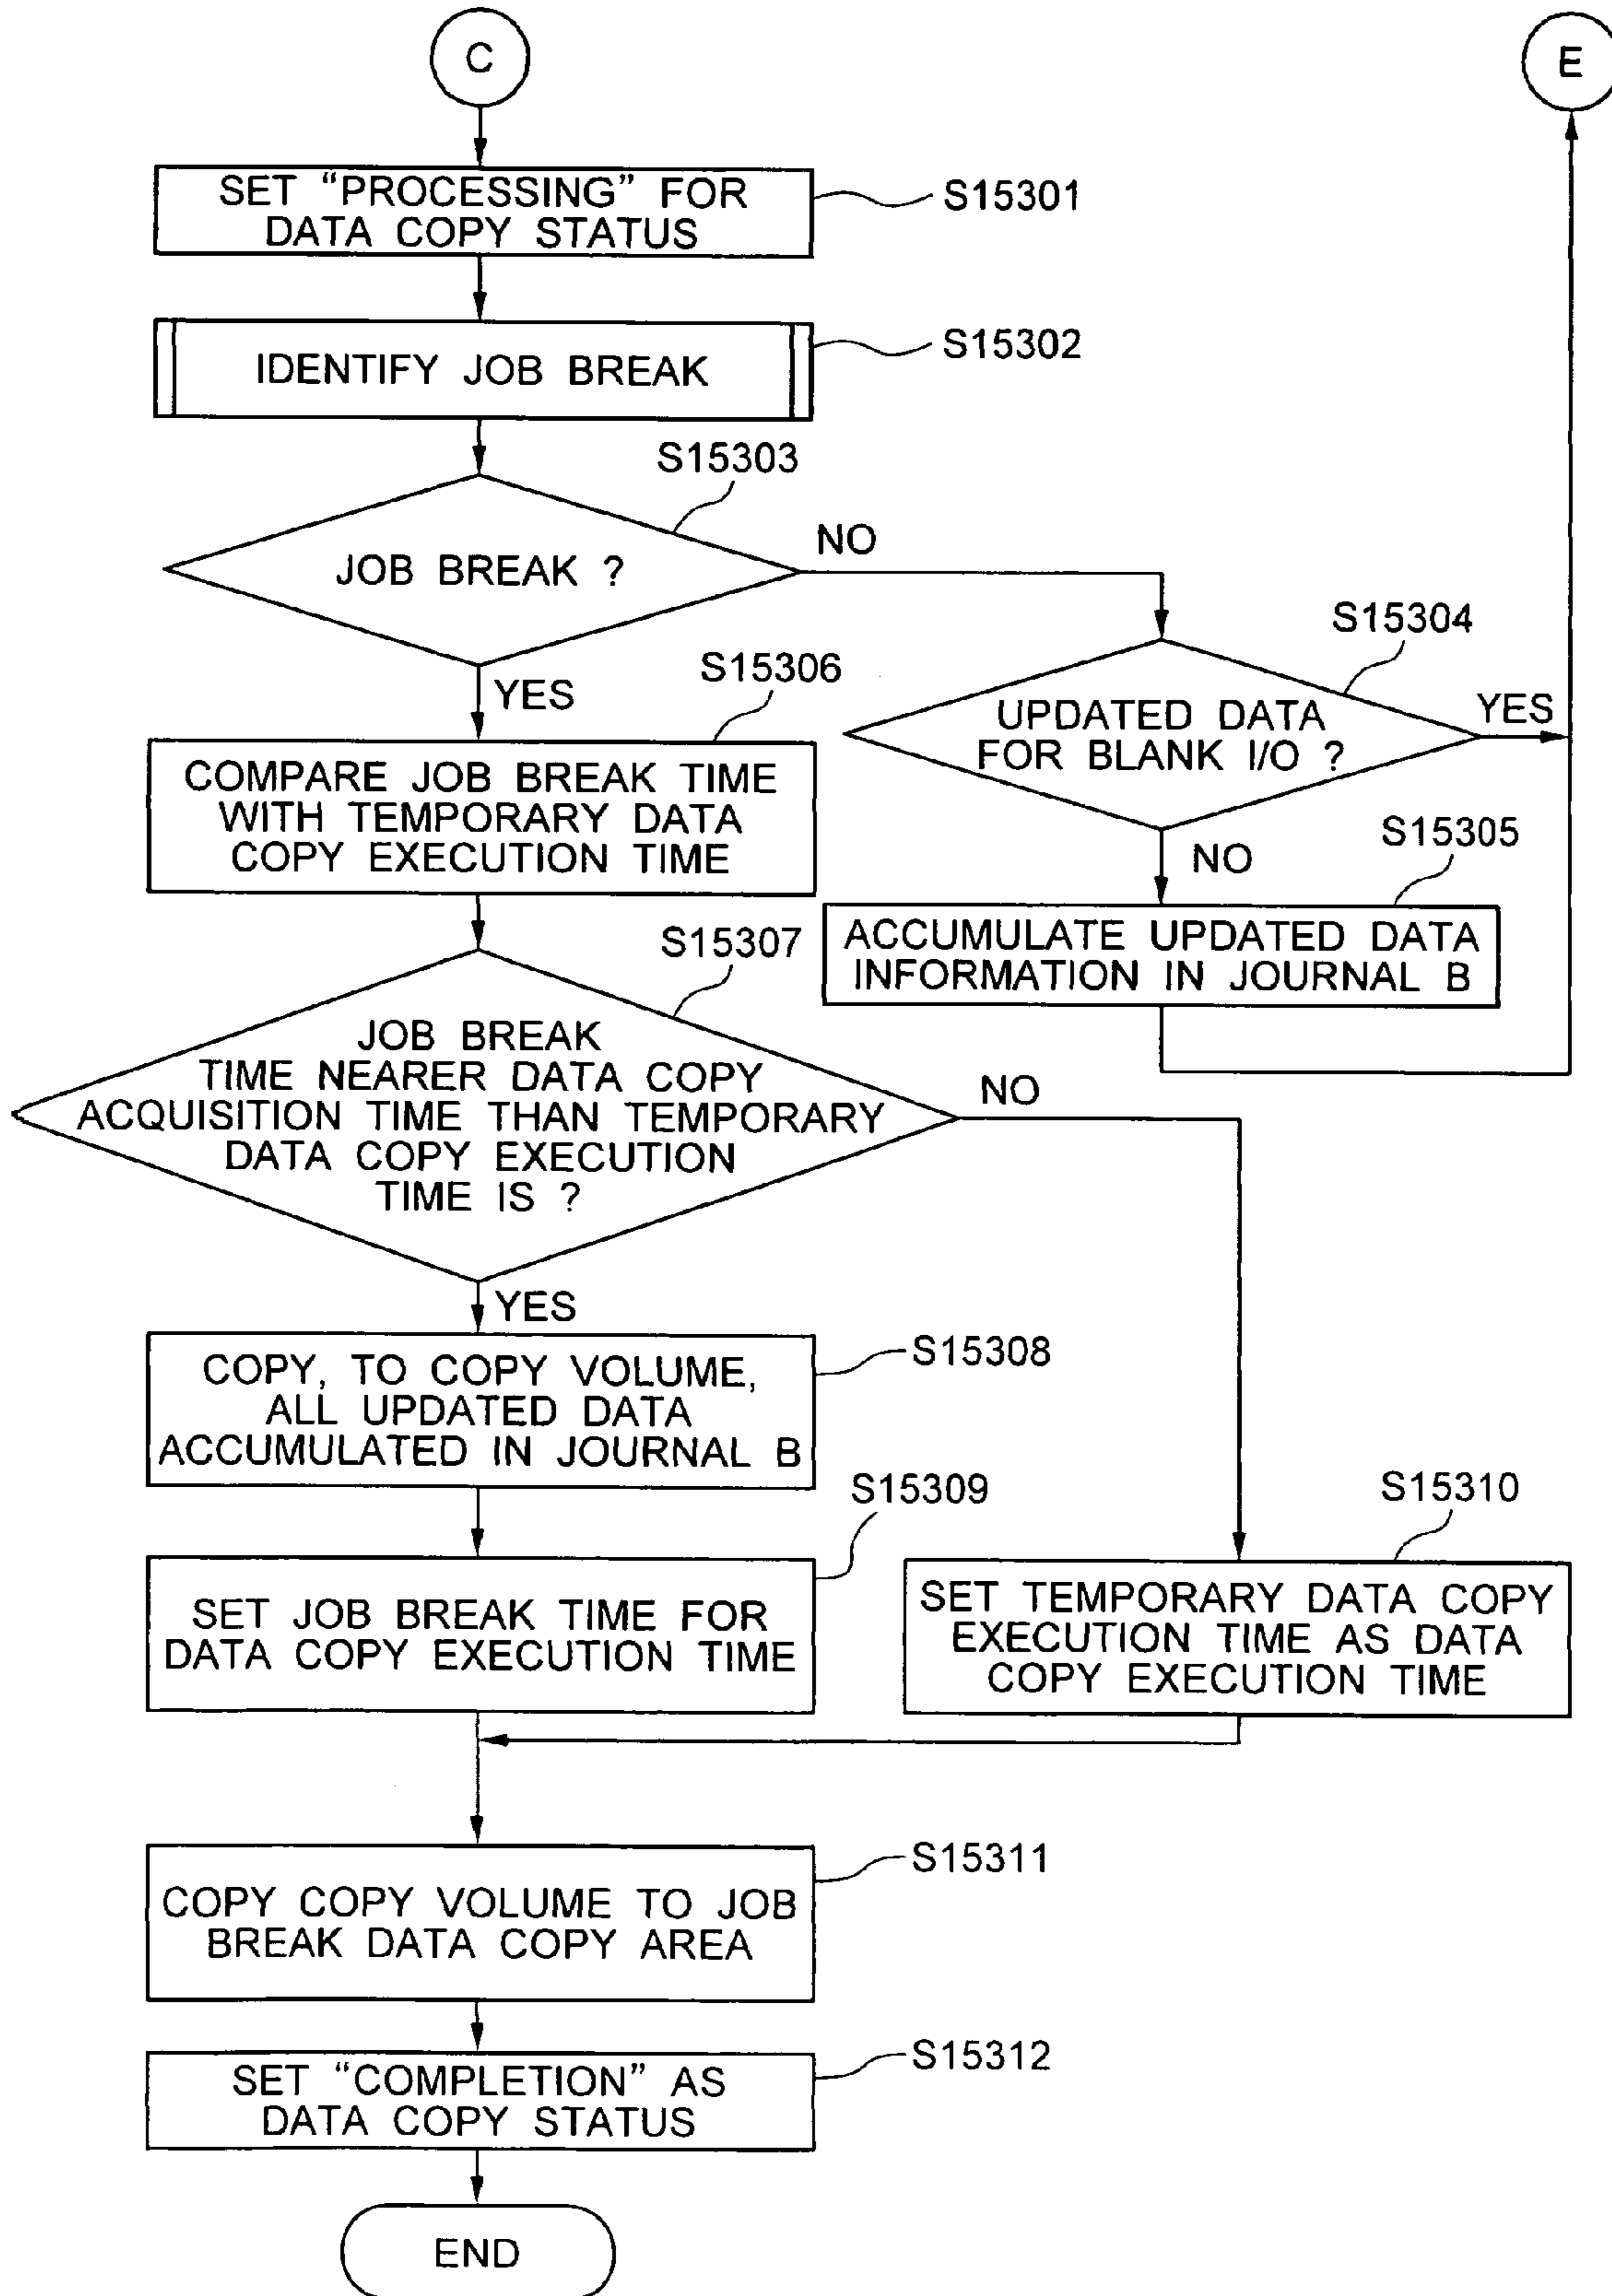 C
E
SET “PROCESSING” FOR
DATA COPY STATUS
S15301
IDENTIFY JOB BREAK
S15302
S15303
JOB BREAK ?
NO
YES
S15304
UPDATED DATA
FOR BLANK I/O ?
YES
NO
S15305
ACCUMULATE UPDATED DATA
INFORMATION IN JOURNAL B
S15306
COMPARE JOB BREAK TIME
WITH TEMPORARY DATA
COPY EXECUTION TIME
S15307
JOB BREAK
TIME NEARER DATA COPY
ACQUISITION TIME THAN TEMPORARY
DATA COPY EXECUTION
TIME IS ?
NO
YES
COPY, TO COPY VOLUME,
ALL UPDATED DATA
ACCUMULATED IN JOURNAL B
S15308
S15309
SET JOB BREAK TIME FOR
DATA COPY EXECUTION TIME
S15310
SET TEMPORARY DATA COPY
EXECUTION TIME AS DATA
COPY EXECUTION TIME
S15311
COPY COPY VOLUME TO JOB
BREAK DATA COPY AREA
S15312
SET “COMPLETION” AS
DATA COPY STATUS
END